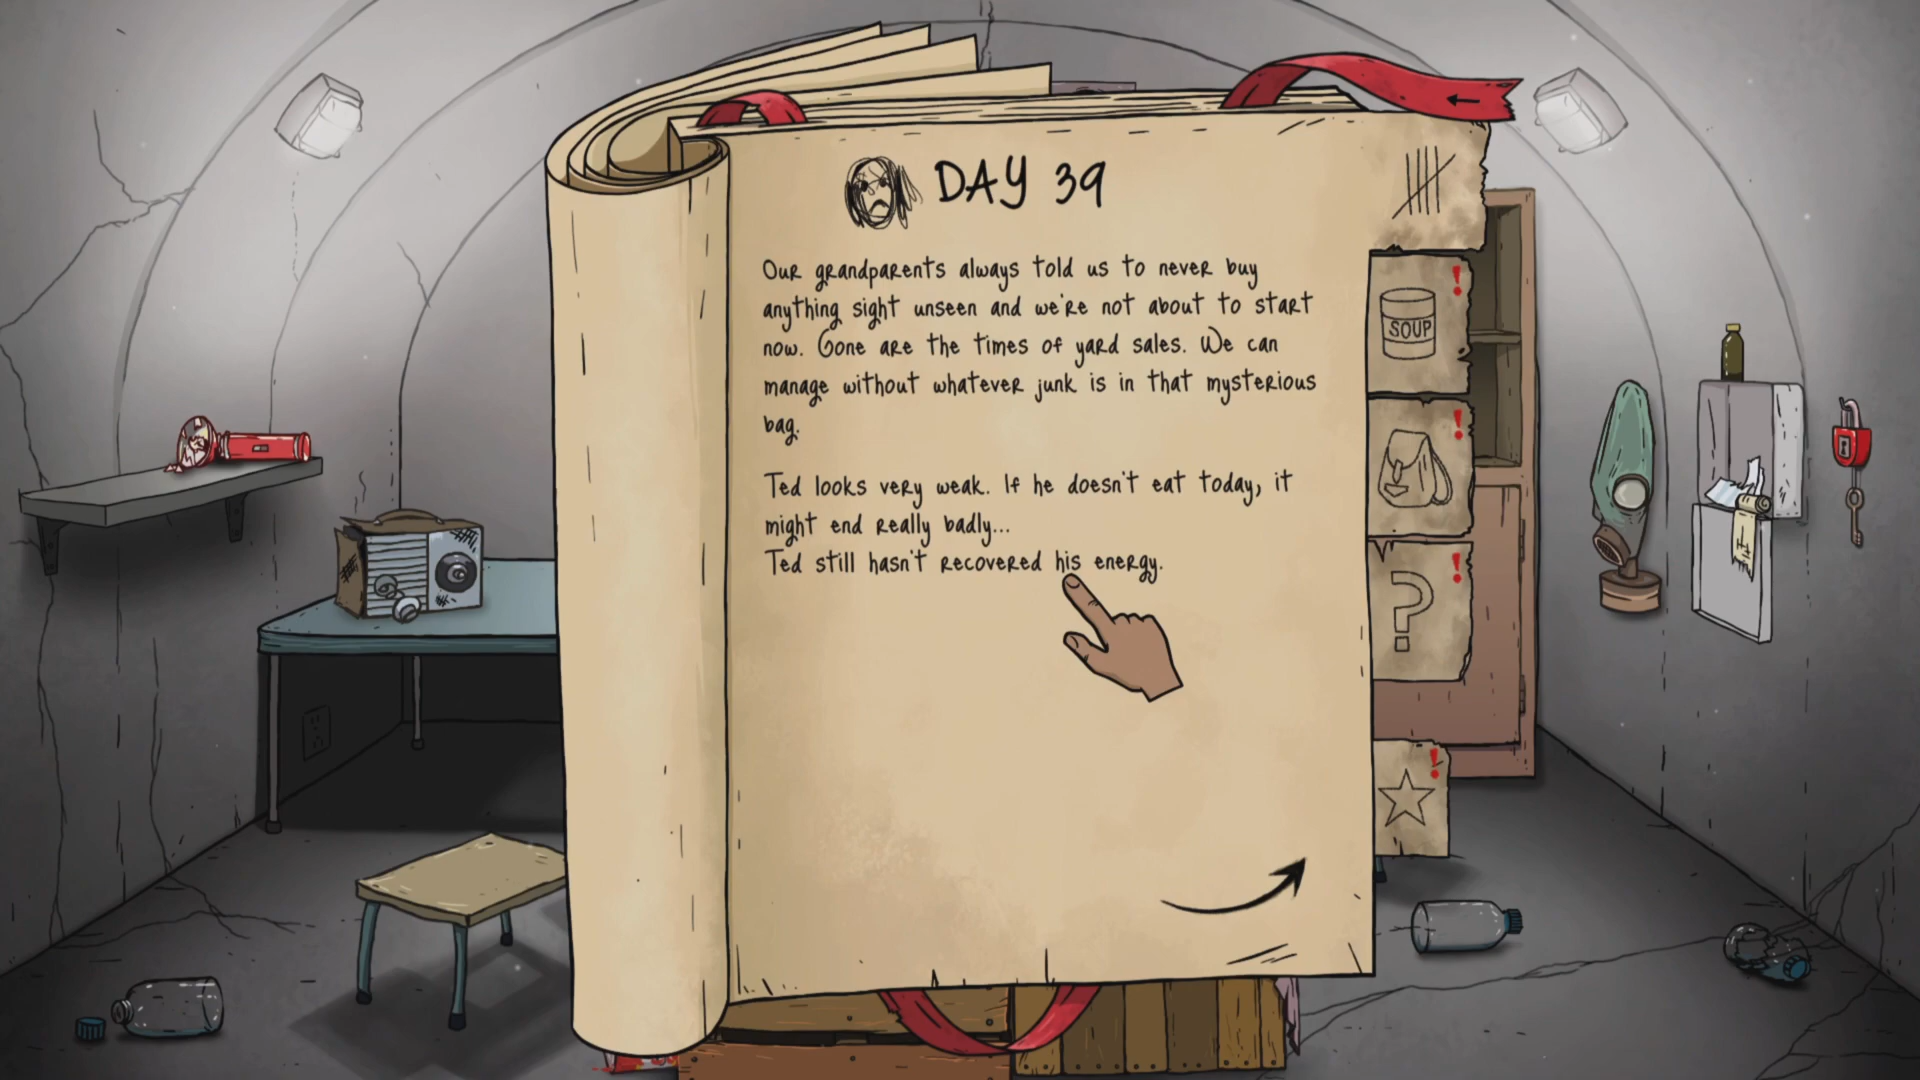 DAY 39
Our grandparents always told us to never buy
anything sight unseen and we're not about to start
now. Gone are the times of yard sales. We can
manage without whatever junk is in that mysterious
bag.
Ted looks very weak. If he doesn't eat today, it
might end really badly...
Ted still hasn't recovered his energy.
!
SOUP
!
!
?
!